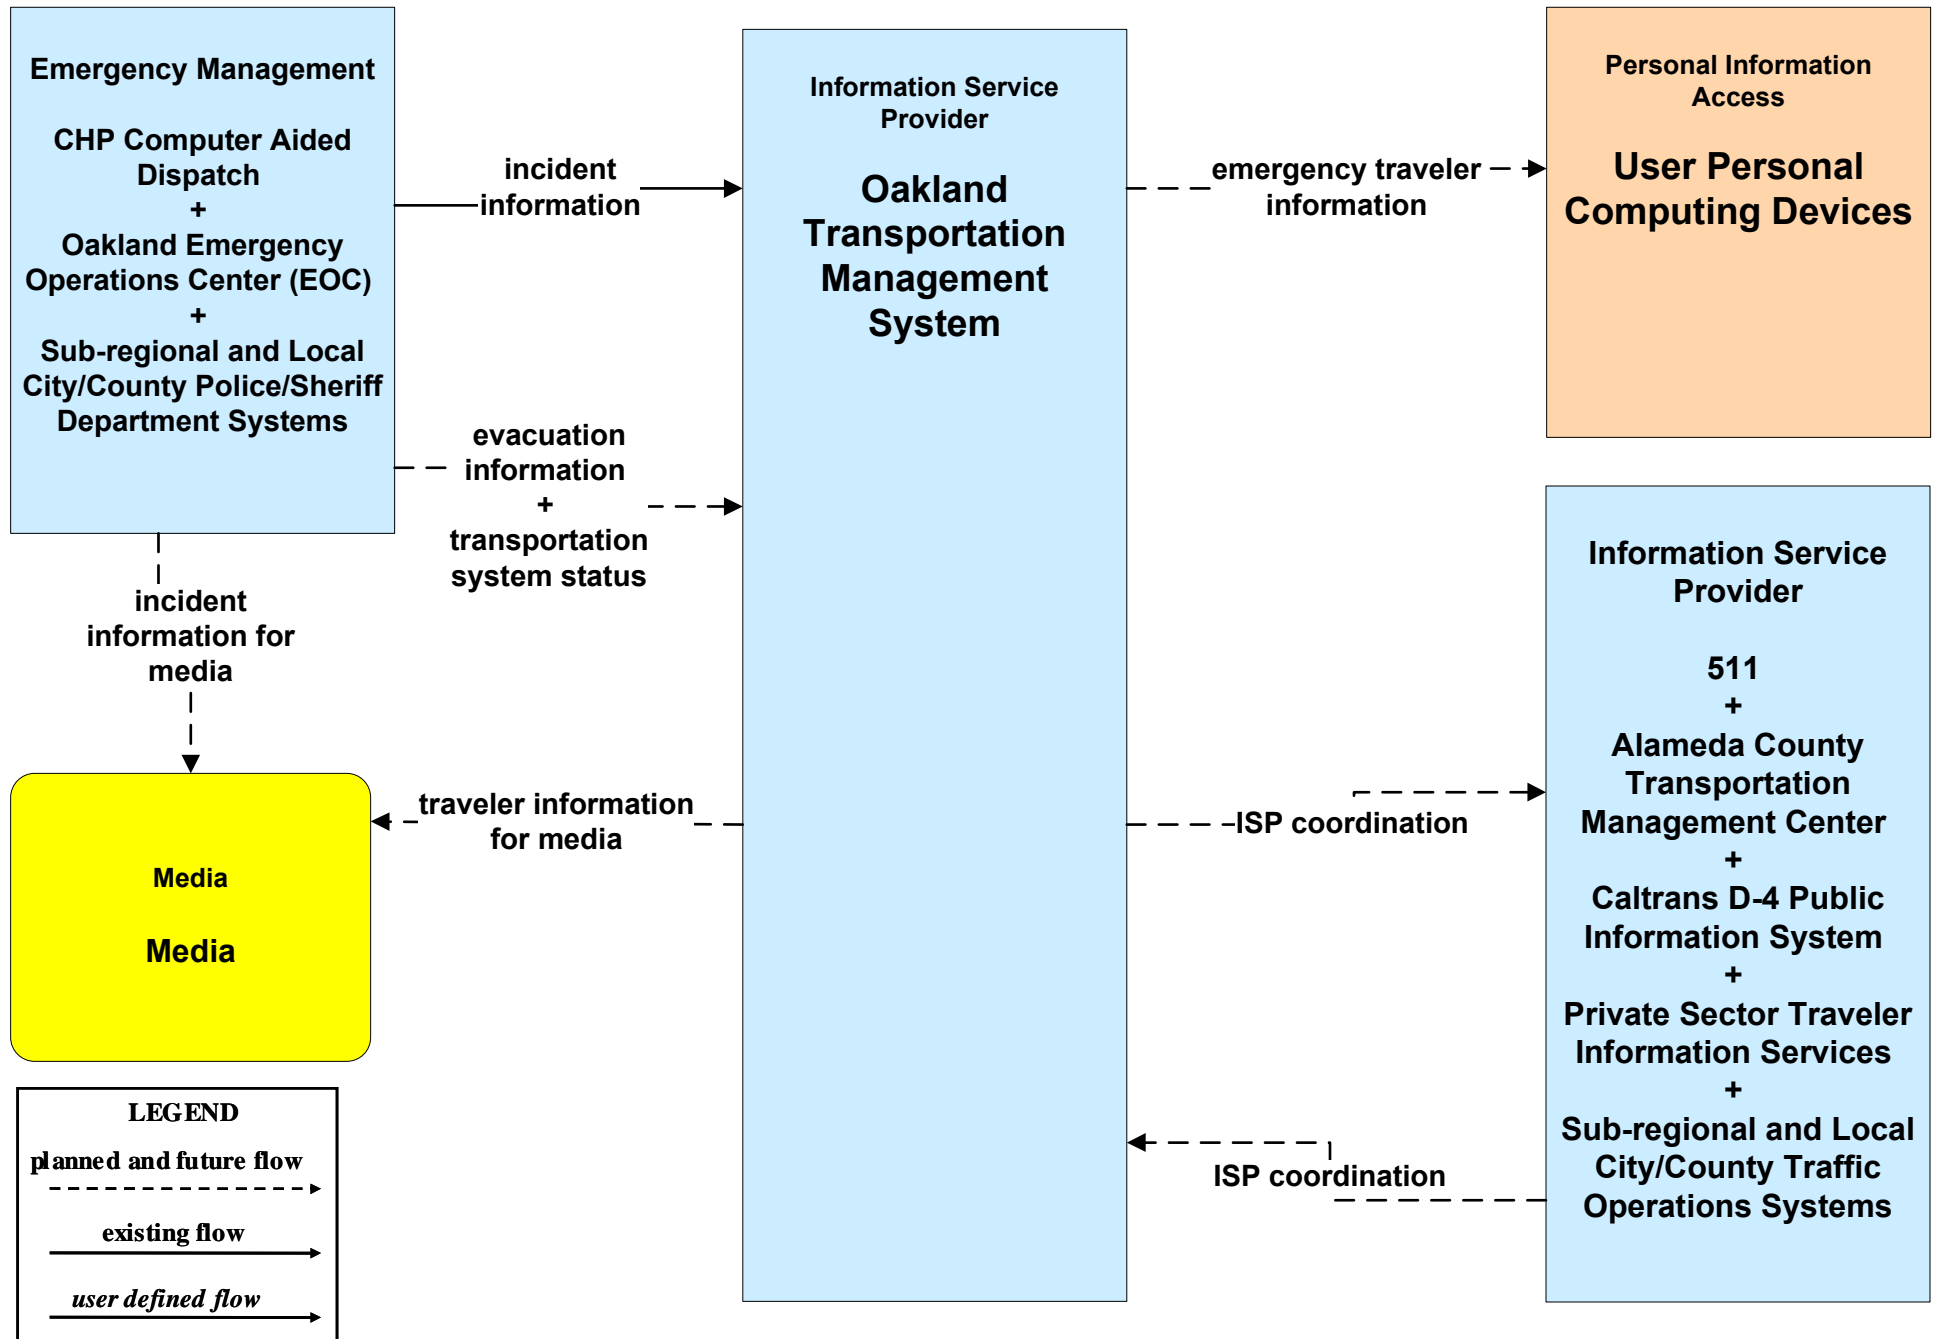 Emergency Management
CHP Computer Aided
Dispatch
+
Oakland Emergency
Operations Center (EOC)
+
Sub-regional and Local
City/County Police/Sheriff
Department Systems
incident
information
evacuation
information
+
transportation
system status
incident
information for
media
Media
Media
traveler information
for media
Information Service
Provider
Oakland
Transportation
Management
System
emergency traveler
information
Personal Information
Access
User Personal
Computing Devices
ISP coordination
ISP coordination
Information Service
Provider
511
+
Alameda County
Transportation
Management Center
+
Caltrans D-4 Public
Information System
+
Private Sector Traveler
Information Services
+
Sub-regional and Local
City/County Traffic
Operations Systems
LEGEND
planned and future flow
existing flow
user defined flow